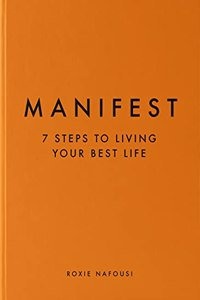 MANIFEST
7 STEPS TO LIVING
YOUR BEST LIFE
ROXIE NAFOUSI